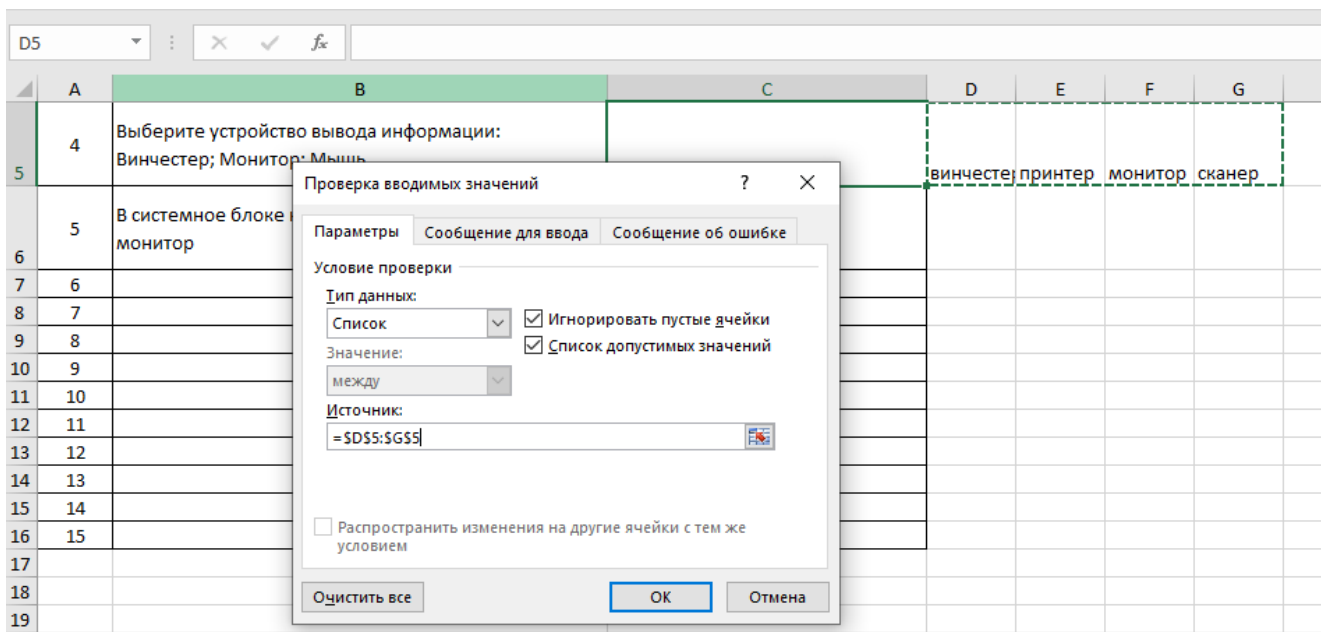 D5
fx
A B C D E F G
5 4 Выберите устройство вывода информации:
Винчестер; Монитор; Мышь
винчестер принтер монитор сканер
6 5 В системное блоке
монитор
7 6
8 7
9 8
10 9
11 10
12 11
13 12
14 13
15 14
16 15
17
18
19
Проверка вводимых значений ? ×
Параметры Сообщение для ввода Сообщение об ошибке
Условие проверки
Тип данных:
Список
Игнорировать пустые ячейки
Значение:
Список допустимых значений
между
Источник:
=$D$5:$G$5
Распространить изменения на другие ячейки с тем же
условием
Очистить все ОК Отмена